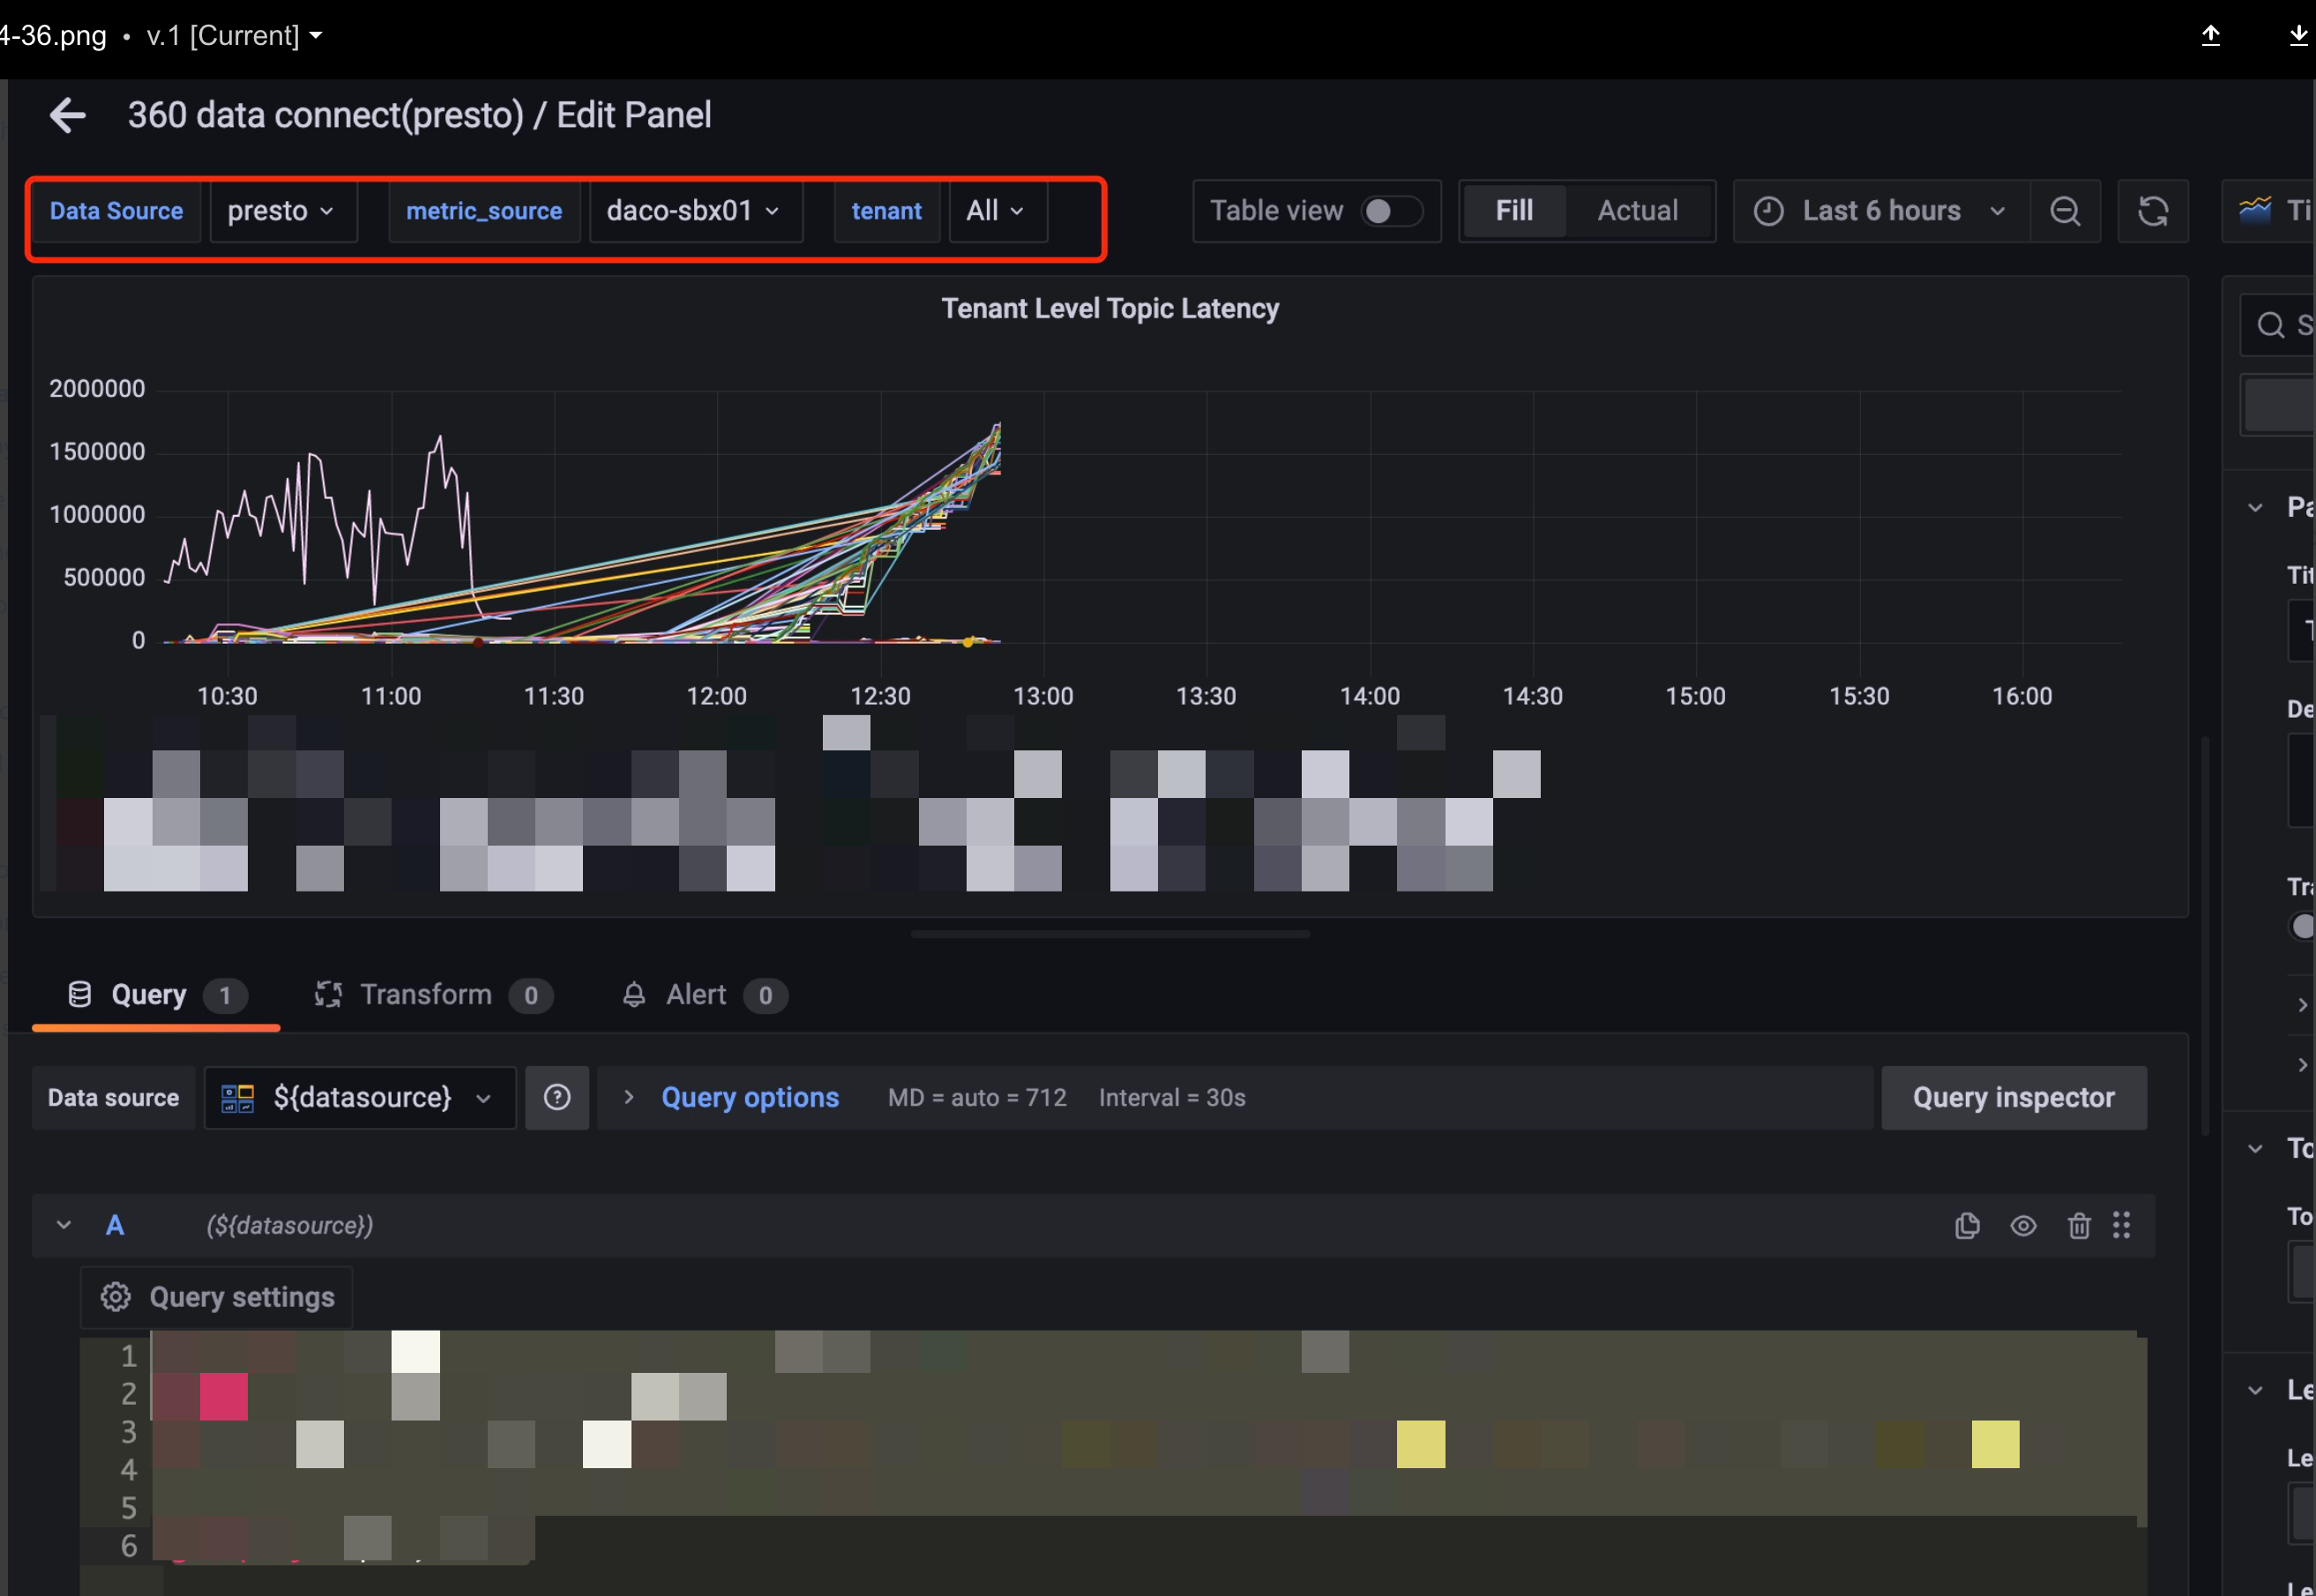 4-36.png • v.1 [Current]
360 data connect(presto) / Edit Panel
Data Source presto metric_source daco-sbx01 tenant All Table view Fill Actual Last 6 hours Ti
Tenant Level Topic Latency
2000000
1500000
1000000
500000
0
10:30 11:00 11:30 12:00 12:30 13:00 13:30 14:00 14:30 15:00 15:30 16:00
S
Pa
Tit
T
De
Tra
Query 1 Transform 0 Alert 0
Data source ${datasource} Query options MD = auto = 712 Interval = 30s Query inspector
To
A (${datasource})
To
Query settings
1
2
Le
3
Le
4
5
6
Le